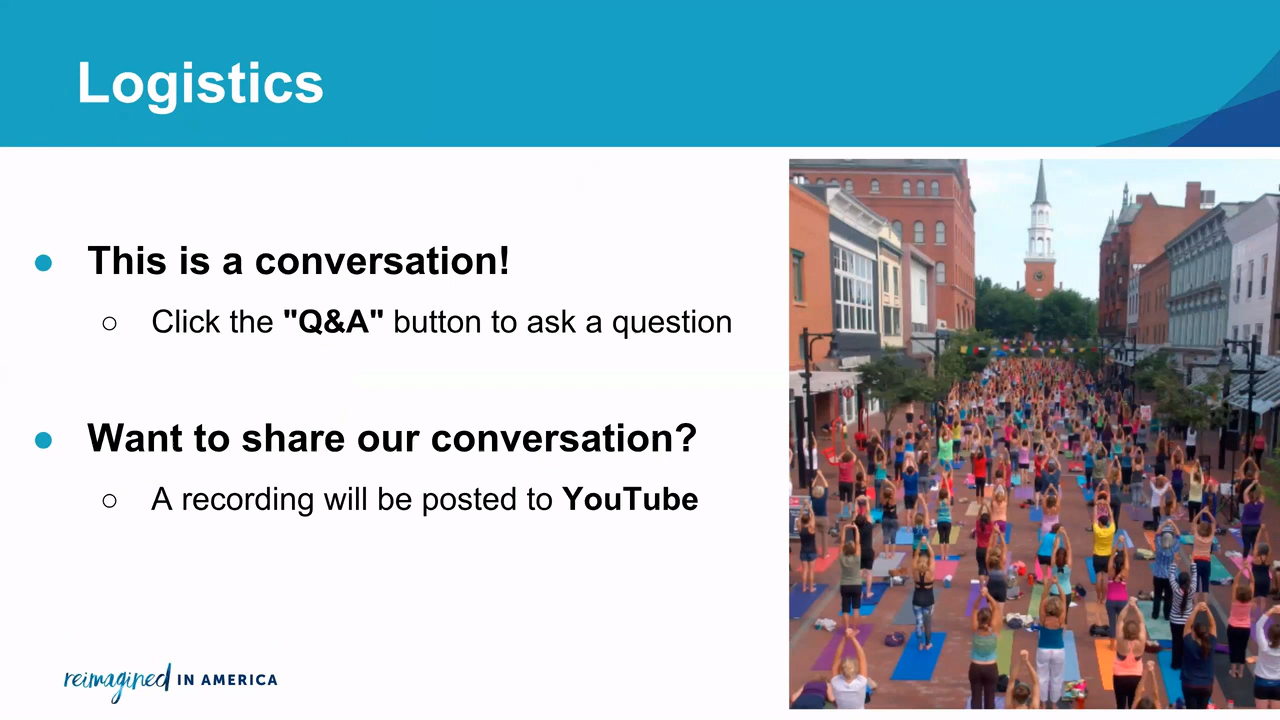 Logistics
● This is a conversation!
○ Click the "Q&A" button to ask a question
● Want to share our conversation?
○ A recording will be posted to YouTube
reimagined IN AMERICA